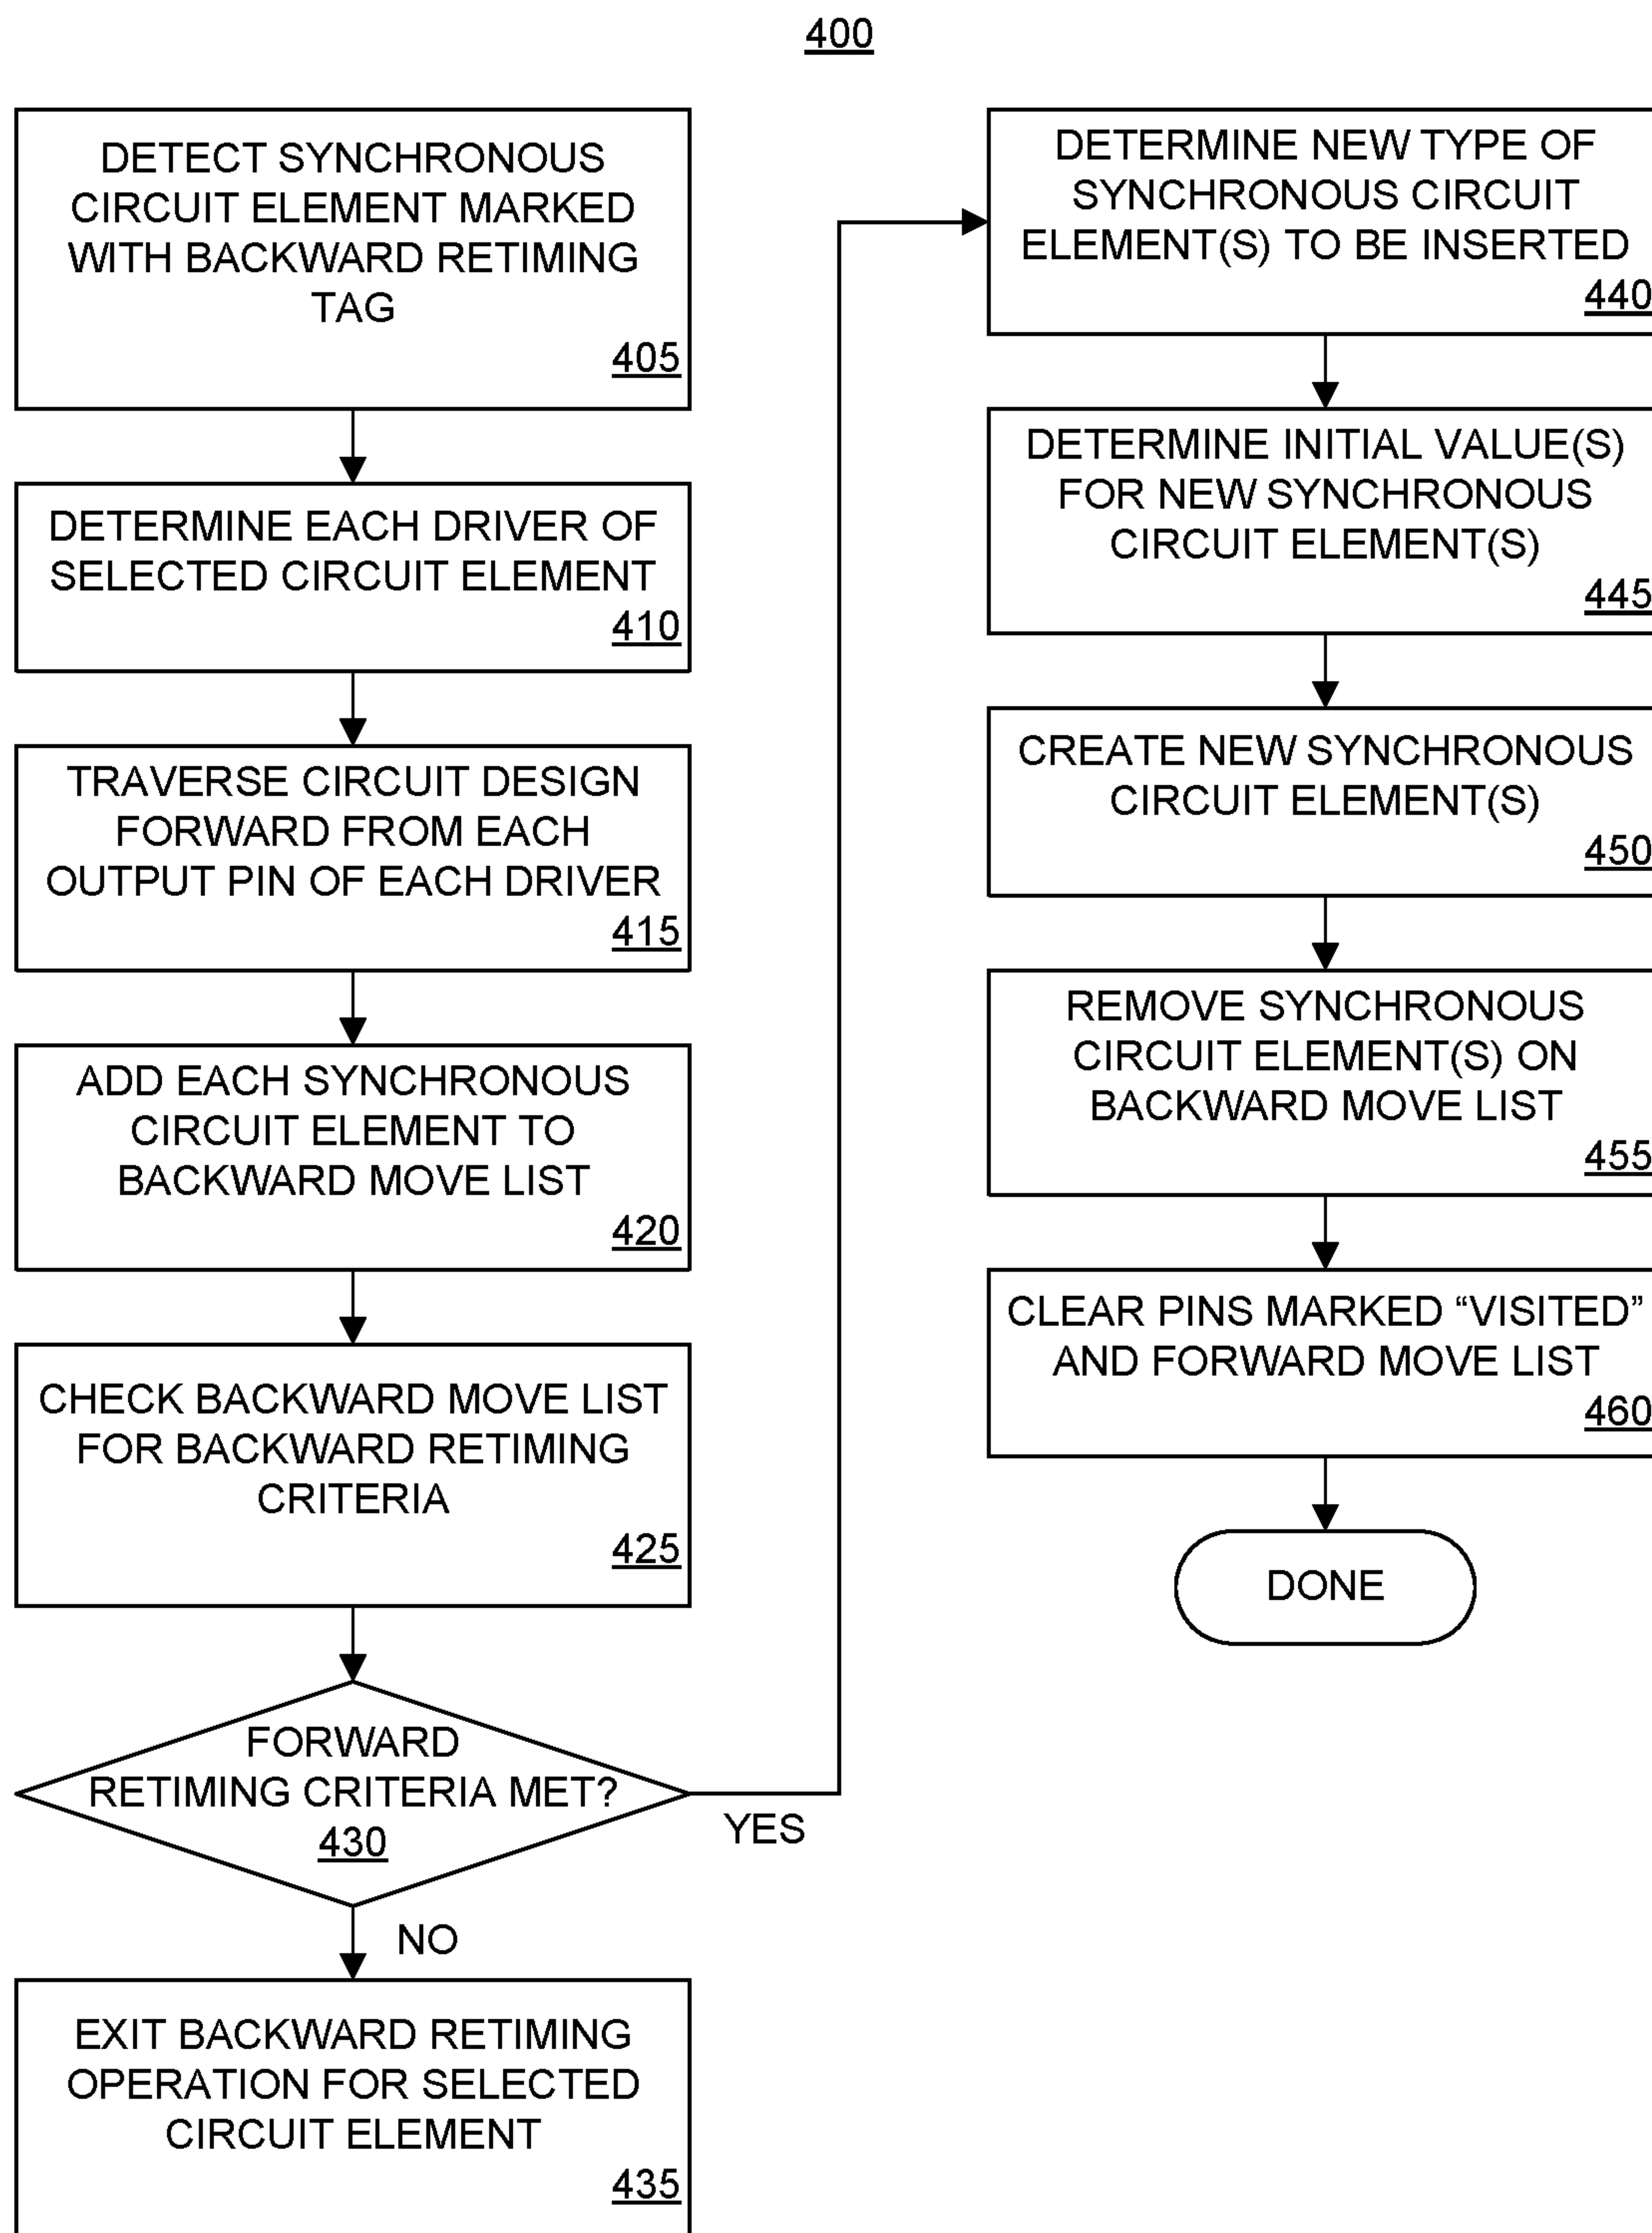 400
DETECT SYNCHRONOUS
CIRCUIT ELEMENT MARKED
WITH BACKWARD RETIMING
TAG
405
DETERMINE EACH DRIVER OF
SELECTED CIRCUIT ELEMENT
410
TRAVERSE CIRCUIT DESIGN
FORWARD FROM EACH
OUTPUT PIN OF EACH DRIVER
415
ADD EACH SYNCHRONOUS
CIRCUIT ELEMENT TO
BACKWARD MOVE LIST
420
CHECK BACKWARD MOVE LIST
FOR BACKWARD RETIMING
CRITERIA
425
FORWARD
RETIMING CRITERIA MET?
430
YES
NO
EXIT BACKWARD RETIMING
OPERATION FOR SELECTED
CIRCUIT ELEMENT
435
DETERMINE NEW TYPE OF
SYNCHRONOUS CIRCUIT
ELEMENT(S) TO BE INSERTED
440
DETERMINE INITIAL VALUE(S)
FOR NEW SYNCHRONOUS
CIRCUIT ELEMENT(S)
445
CREATE NEW SYNCHRONOUS
CIRCUIT ELEMENT(S)
450
REMOVE SYNCHRONOUS
CIRCUIT ELEMENT(S) ON
BACKWARD MOVE LIST
455
CLEAR PINS MARKED “VISITED”
AND FORWARD MOVE LIST
460
DONE